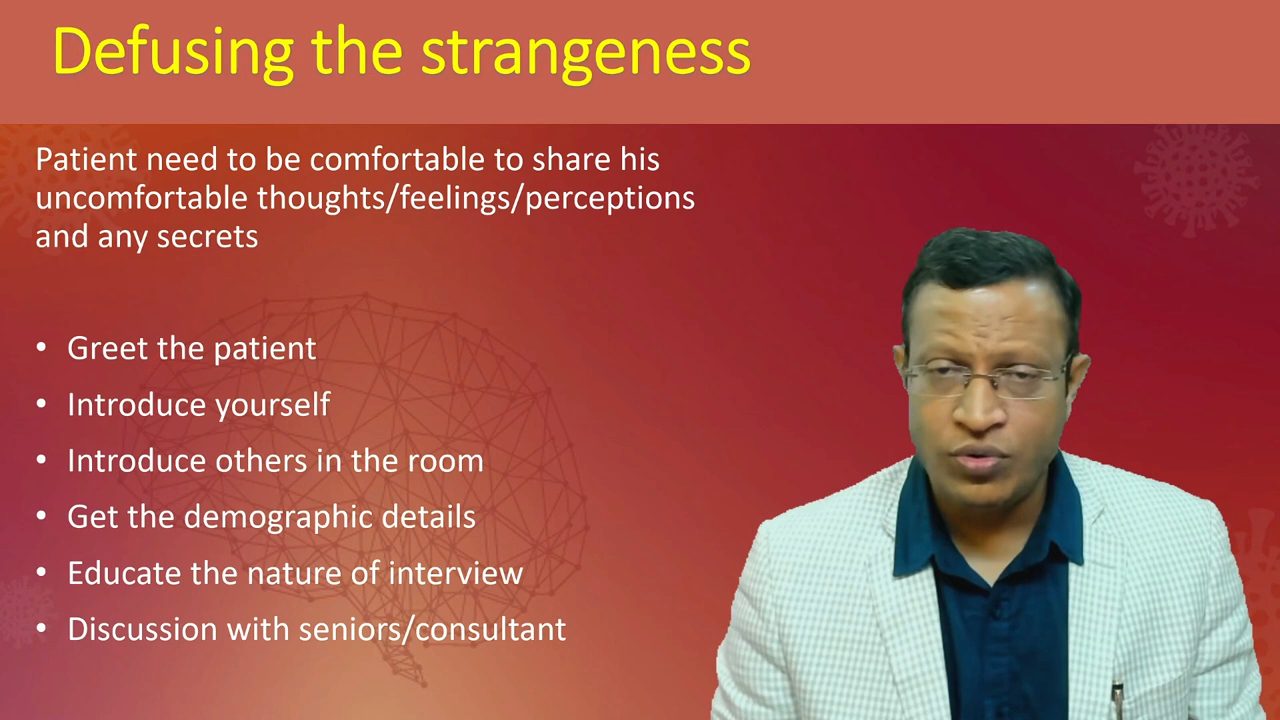 Defusing the strangeness
Patient need to be comfortable to share his
uncomfortable thoughts/feelings/perceptions
and any secrets
• Greet the patient
• Introduce yourself
• Introduce others in the room
• Get the demographic details
• Educate the nature of interview
• Discussion with seniors/consultant